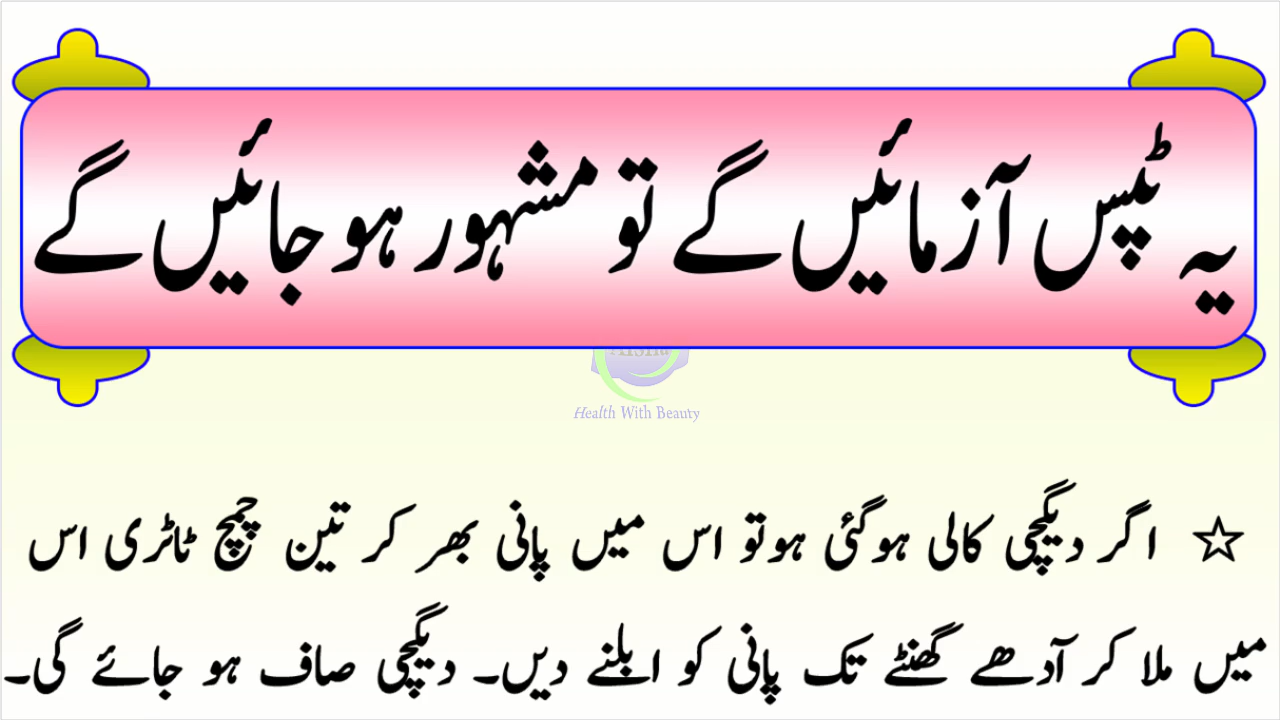 یہ ٹپس آزمائیں گے تو مشہور ہو جائیں گے
Health With Beauty
☆ اگر دیگچی کالی ہوگئی ہوتو اس میں پانی بھر کر تین چمچ ٹاٹری اس
میں ملا کر آدھے گھنٹے تک پانی کو ابلنے دیں۔ دیگچی صاف ہو جائے گی۔